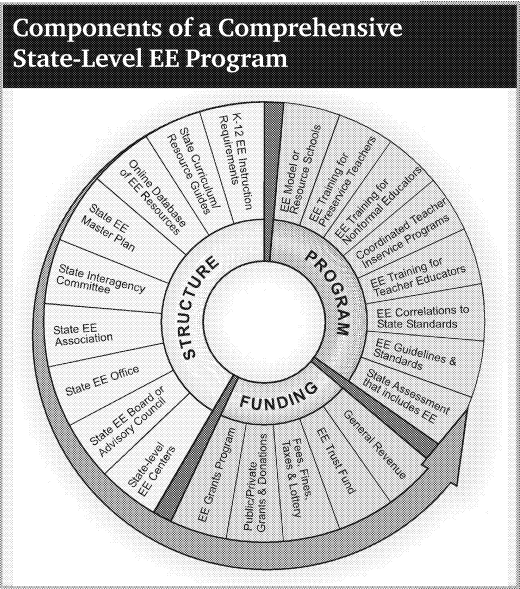 Components of a Comprehensive
State-Level EE Program
K-12 EE Instruction
Requirements
State Curriculum/
Resource Guides
Online Database
of EE Resources
State EE
Master Plan
State Interagency
Committee
State EE
Association
State EE Office
State EE Board or
Advisory Council
State-level
EE Centers
STRUCTURE
EE Model or
Resource Schools
EE Training for
Preservice Teachers
EE Training for
Nonformal Educators
Coordinated Teacher
Inservice Programs
EE Training for
Teacher Educators
EE Correlations to
State Standards
EE Guidelines &
Standards
State Assessment
that includes EE
PROGRAM
FUNDING
EE Grants Program
Public/Private
Grants & Donations
Fees, Fines,
Taxes & Lottery
EE Trust Fund
General Revenue